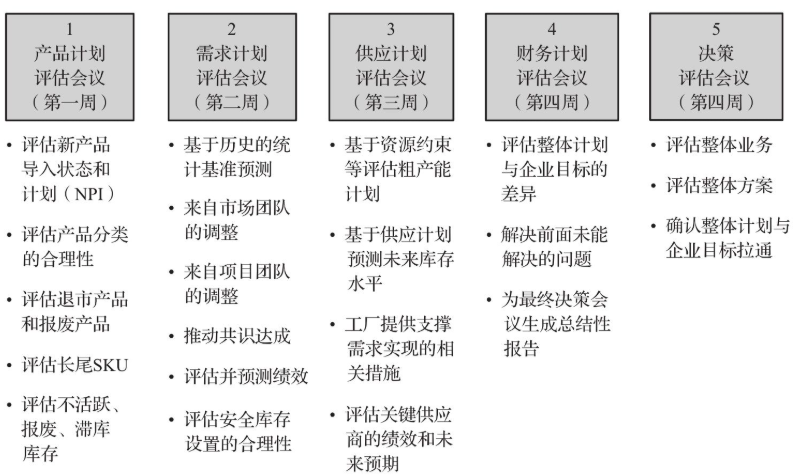 1
产品计划
评估会议
（第一周）
• 评估新产品
导入状态和
计划（NPI）
• 评估产品分类
的合理性
• 评估退市产品
和报废产品
• 评估长尾SKU
• 评估不活跃、
报废、滞库
库存
2
需求计划
评估会议
（第二周）
• 基于历史的统
计基准预测
• 来自市场团队
的调整
• 来自项目团队
的调整
• 推动共识达成
• 评估并预测绩效
• 评估安全库存
设置的合理性
3
供应计划
评估会议
（第三周）
• 基于资源约束
等评估粗产能
计划
• 基于供应计划
预测未来库存
水平
• 工厂提供支撑
需求实现的相
关措施
• 评估关键供应
商的绩效和未
来预期
4
财务计划
评估会议
（第四周）
• 评估整体计划
与企业目标的
差异
• 解决前面未能
解决的问题
• 为最终决策会
议生成总结性
报告
5
决策
评估会议
（第四周）
• 评估整体业务
• 评估整体方案
• 确认整体计划与
企业目标拉通